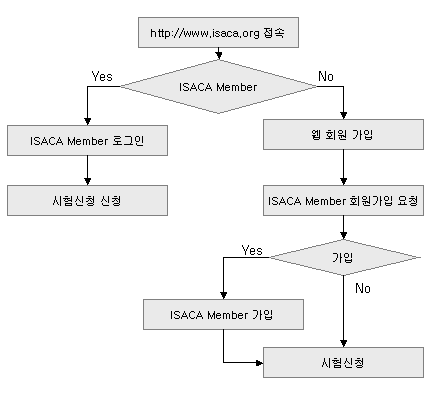 http://www.isaca.org 접속
Yes
ISACA Member
No
ISACA Member 로그인
웹 회원 가입
시험신청 신청
ISACA Member 회원가입 요청
Yes
가입
No
ISACA Member 가입
시험신청